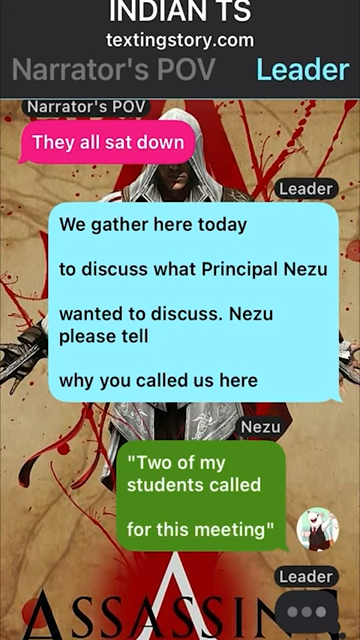 INDIAN TS
textingstory.com
Narrator's POV Leader
Narrator's POV
They all sat down
Leader
We gather here today
to discuss what Principal Nezu
wanted to discuss. Nezu
please tell
why you called us here
Nezu
"Two of my
students called
for this meeting"
Leader
ASSASSIN